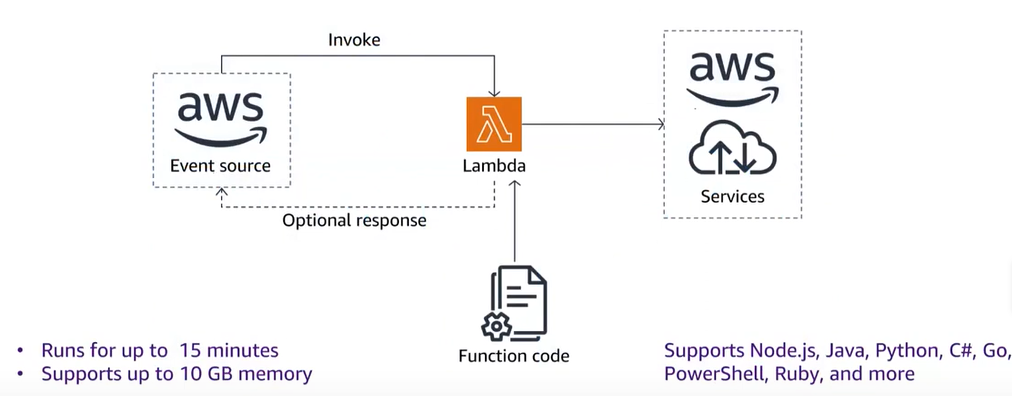 Invoke
aws
Event source
Lambda
aws
Services
Optional response
Function code
• Runs for up to 15 minutes
• Supports up to 10 GB memory
Supports Node.js, Java, Python, C#, Go,
PowerShell, Ruby, and more